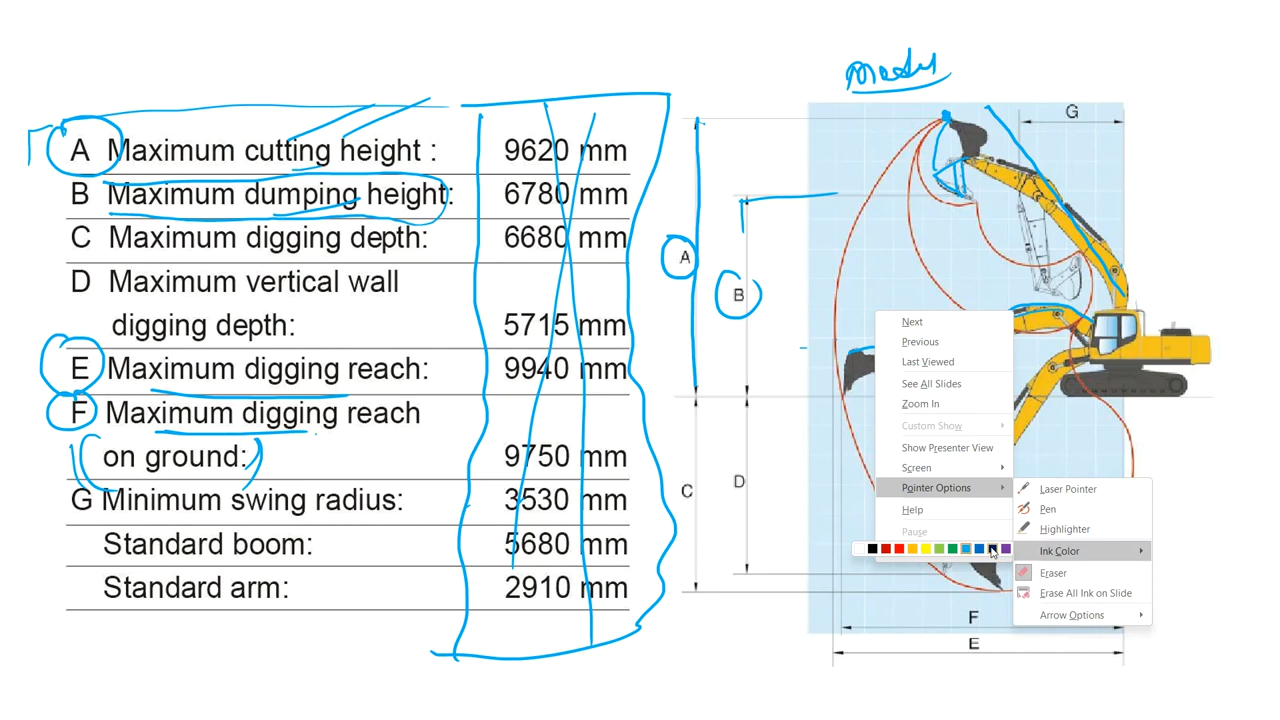 Model
A Maximum cutting height : 9620 mm
B Maximum dumping height: 6780 mm
C Maximum digging depth: 6680 mm
D Maximum vertical wall
digging depth: 5715 mm
E Maximum digging reach: 9940 mm
F Maximum digging reach
on ground: 9750 mm
G Minimum swing radius: 3530 mm
Standard boom: 5680 mm
Standard arm: 2910 mm
G
A
B
C
D
F
E
Next
Previous
Last Viewed
See All Slides
Zoom In
Custom Show
Show Presenter View
Screen
Pointer Options
Help
Pause
Laser Pointer
Pen
Highlighter
Ink Color
Eraser
Erase All Ink on Slide
Arrow Options